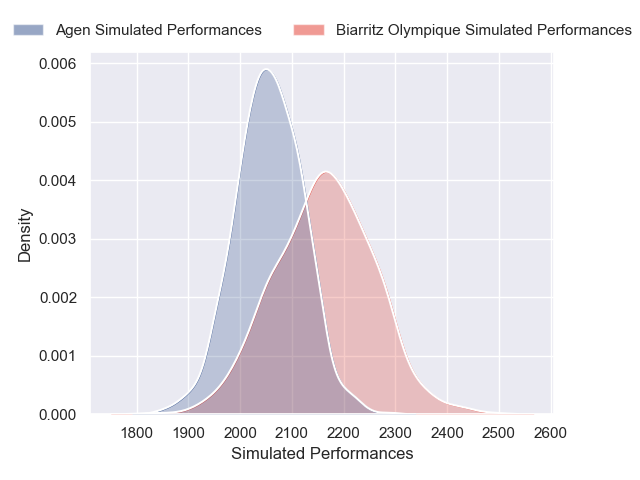 Agen Simulated Performances
Biarritz Olympique Simulated Performances
0.006
0.005
0.004
0.003
0.002
0.001
0.000
Density
1800 1900 2000 2100 2200 2300 2400 2500 2600
Simulated Performances